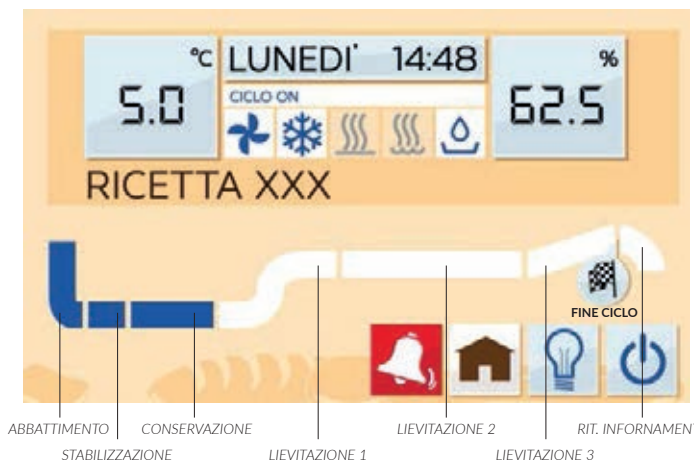 °C LUNEDI' 14:48 %
5.0 CICLO ON 62.5
RICETTA XXX
FINE CICLO
ABBATTIMENTO CONSERVAZIONE LIEVITAZIONE 2 RIT. INFORNAMEN
STABILIZZAZIONE LIEVITAZIONE 1 LIEVITAZIONE 3